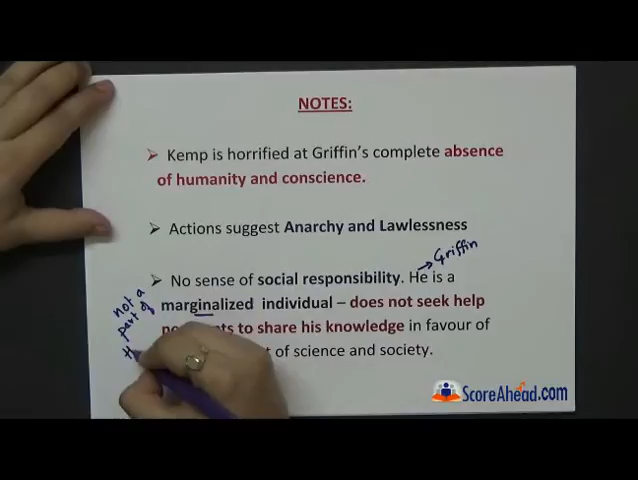 NOTES:
Kemp is horrified at Griffin's complete absence
of humanity and conscience.
Actions suggest Anarchy and Lawlessness
→ Griffin
No sense of social responsibility. He is a
marginalized individual – does not seek help
to share his knowledge in favour of
of science and society.
not a
part of
ScoreAhead.com